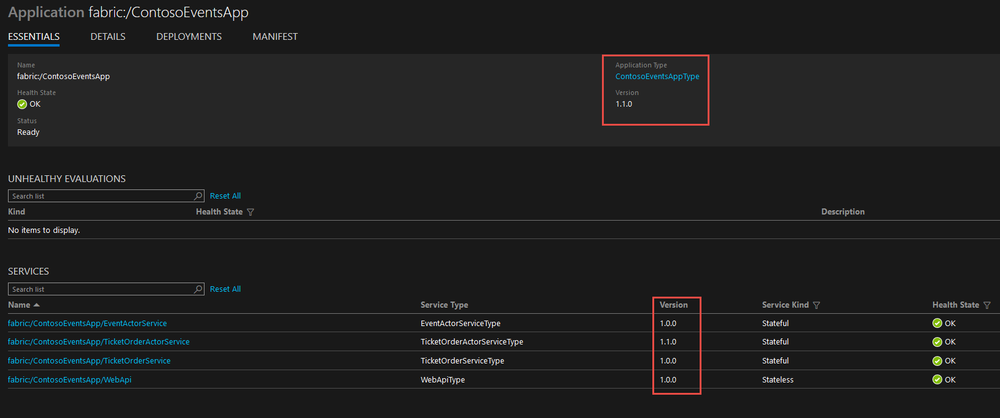 Application fabric:/ContosoEventsApp
ESSENTIALS DETAILS DEPLOYMENTS MANIFEST
Name Application Type
fabric:/ContosoEventsApp ContosoEventsAppType
Health State Version
OK 1.1.0
Status
Ready
UNHEALTHY EVALUATIONS
Search list Reset All
Kind Health State Description
No items to display.
SERVICES
Search list Reset All
Name Service Type Version Service Kind Health State
fabric:/ContosoEventsApp/EventActorService EventActorServiceType 1.0.0 Stateful OK
fabric:/ContosoEventsApp/TicketOrderActorService TicketOrderActorServiceType 1.1.0 Stateful OK
fabric:/ContosoEventsApp/TicketOrderService TicketOrderServiceType 1.0.0 Stateful OK
fabric:/ContosoEventsApp/WebApi WebApiType 1.0.0 Stateless OK